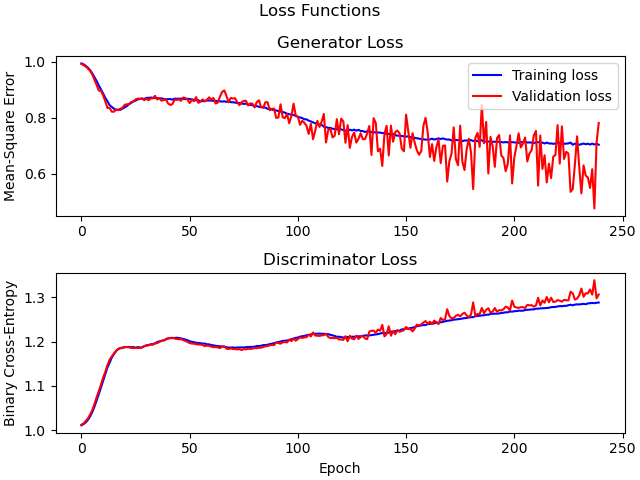 Loss Functions
Generator Loss
Mean-Square Error
1.0
0.8
0.6
Training loss
Validation loss
0 50 100 150 200 250
Discriminator Loss
Binary Cross-Entropy
1.3
1.2
1.1
1.0
0 50 100 150 200 250
Epoch